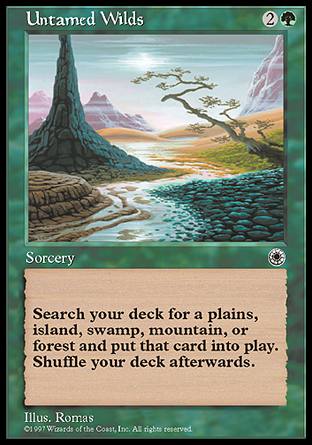 Untamed Wilds 2
Sorcery
Search your deck for a plains,
island, swamp, mountain, or
forest and put that card into play.
Shuffle your deck afterwards.
Illus. Romas
©1997 Wizards of the Coast, Inc. All rights reserved.